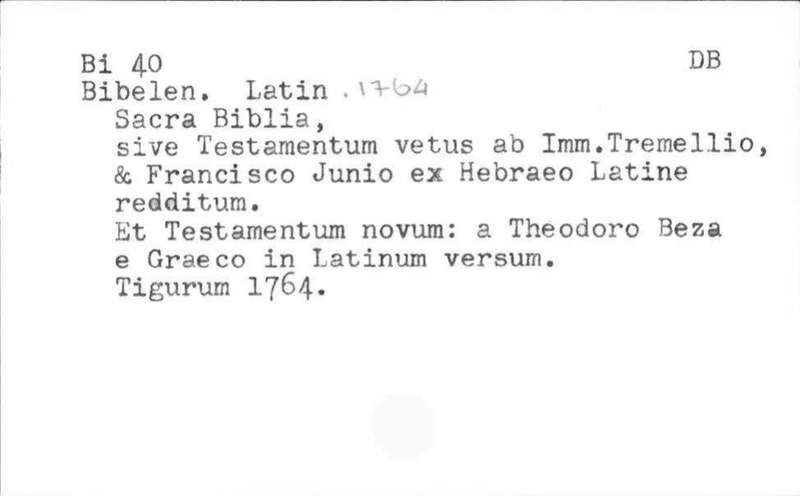 Bi 40 DB
Bibelen. Latin . 1764
Sacra Biblia,
sive Testamentum vetus ab Imm.Tremellio,
& Francisco Junio ex Hebraeo Latine
redditum.
Et Testamentum novum: a Theodoro Beza
e Graeco in Latinum versum.
Tigurum 1764.